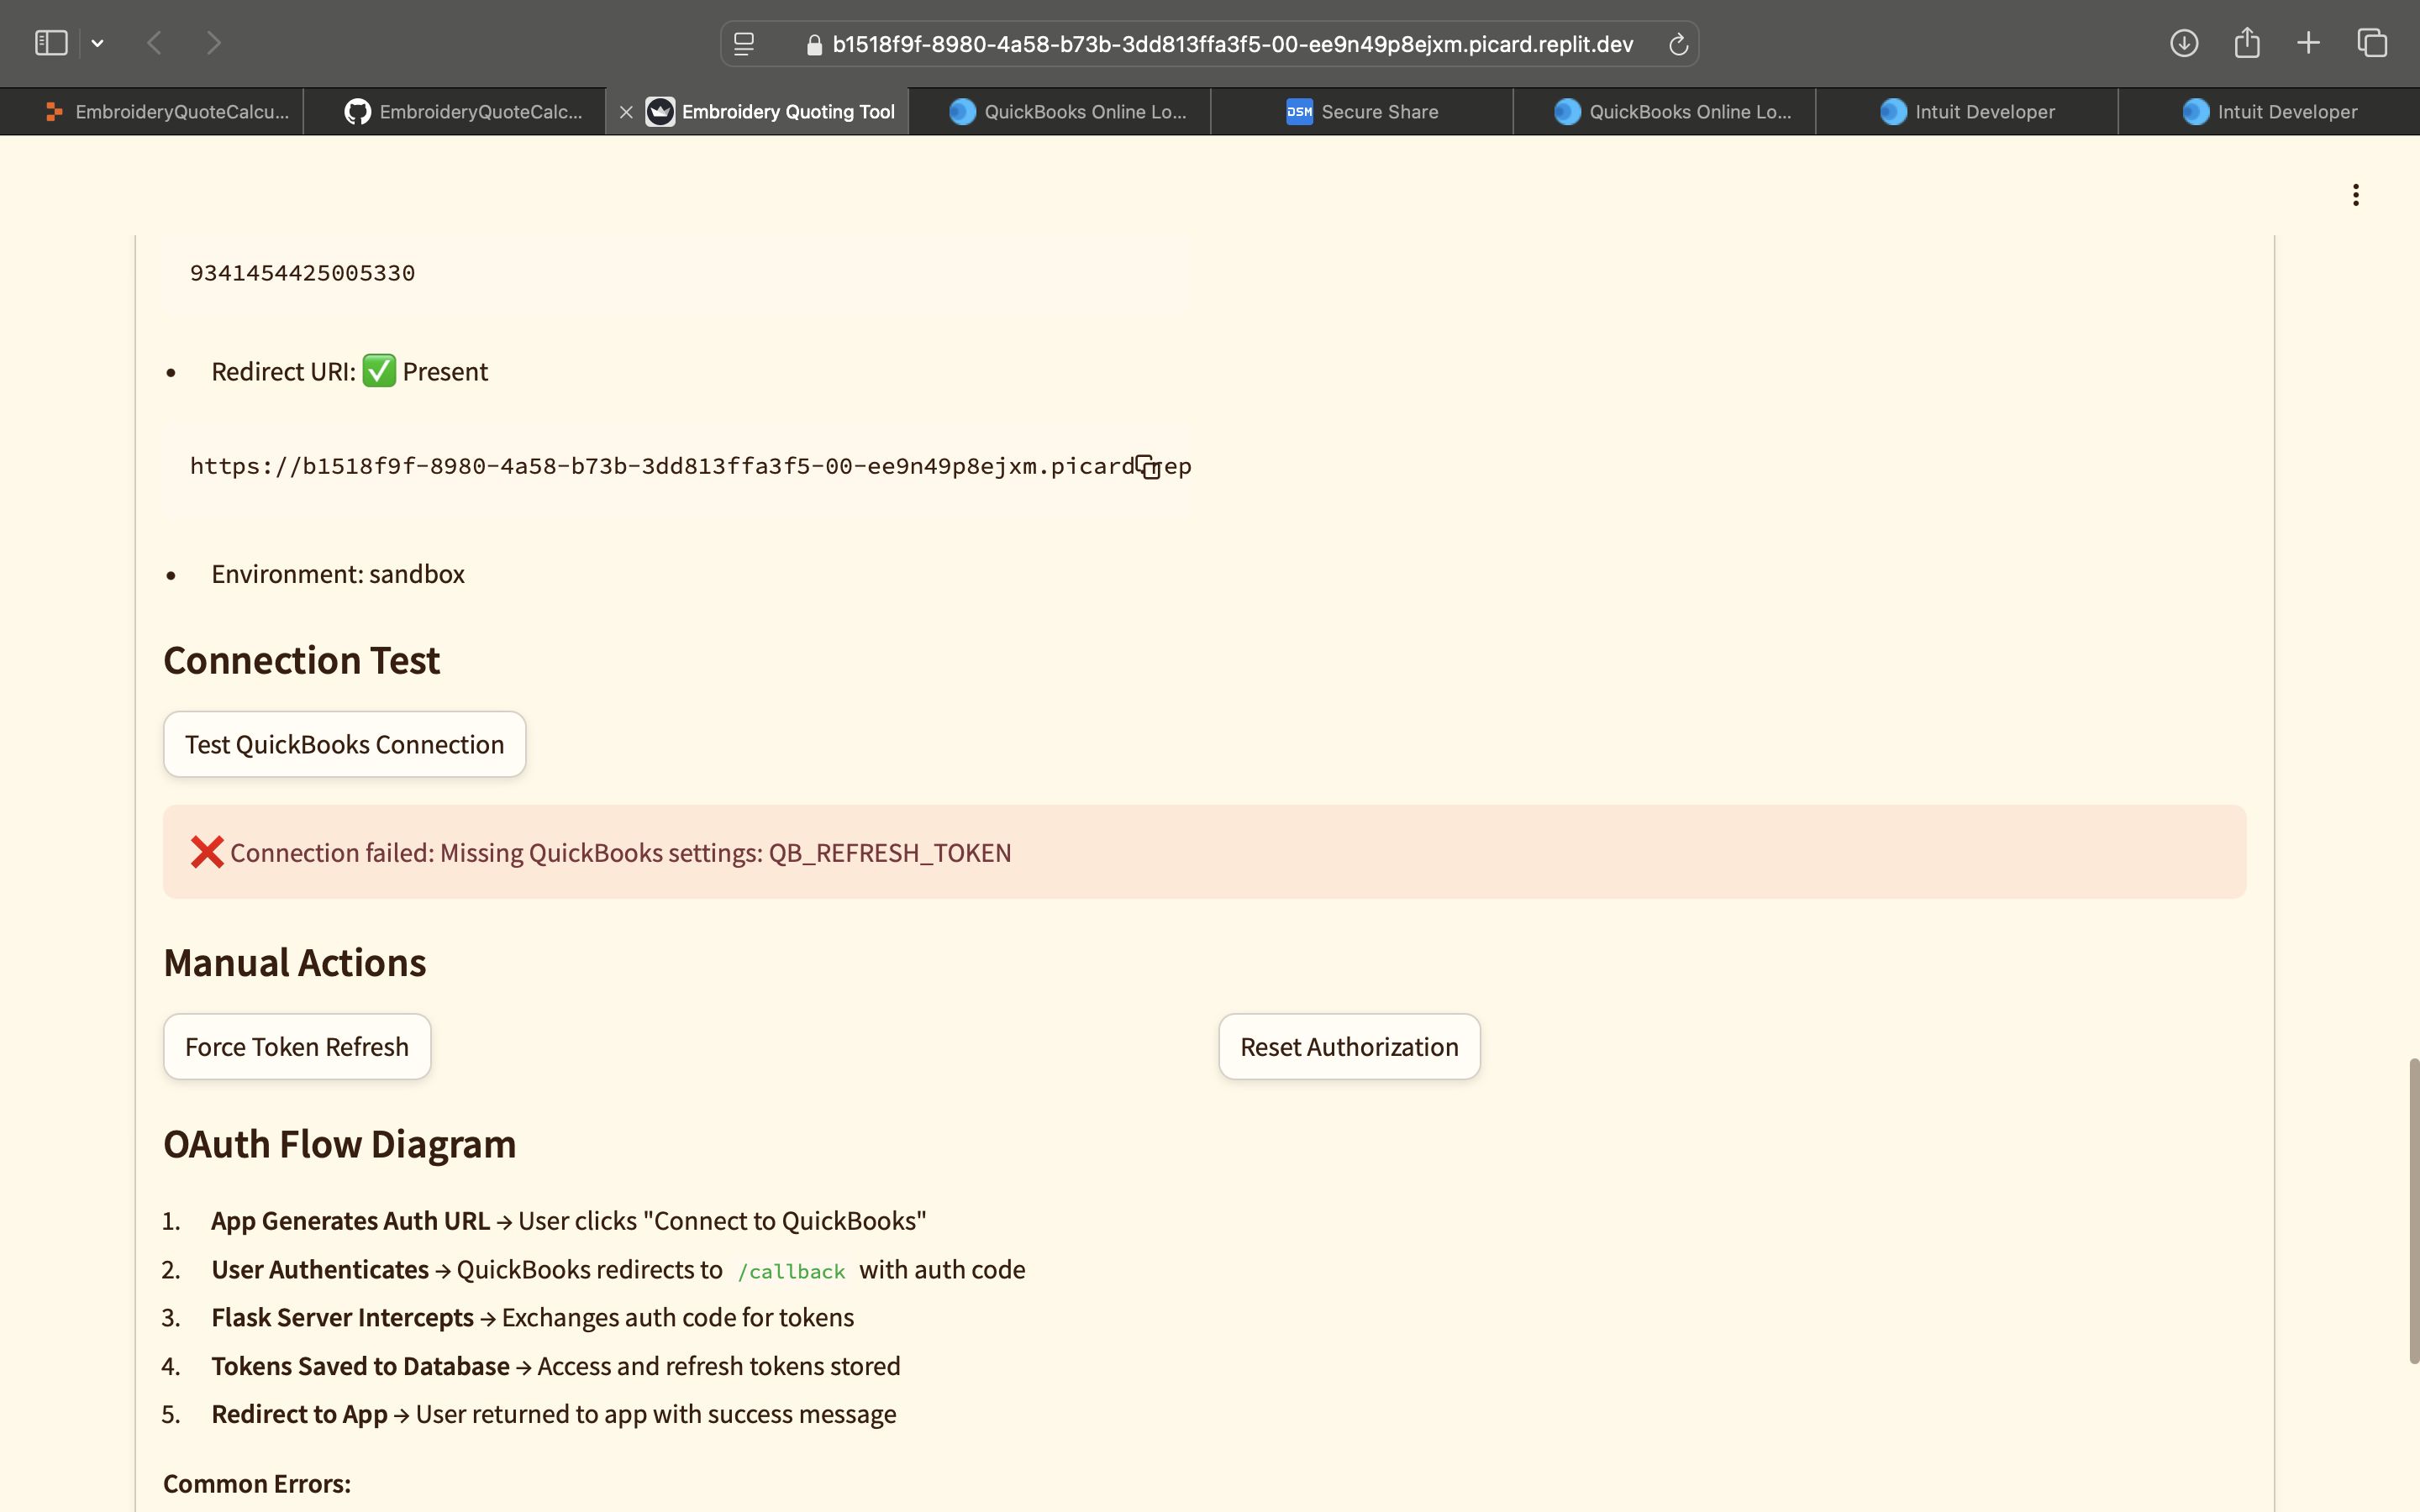 b1518f9f-8980-4a58-b73b-3dd813ffa3f5-00-ee9n49p8ejxm.picard.replit.dev
EmbroideryQuoteCalcu...
EmbroideryQuoteCalc...
Embroidery Quoting Tool
QuickBooks Online Lo...
DSM Secure Share
QuickBooks Online Lo...
Intuit Developer
Intuit Developer
9341454425005330
• Redirect URI: ✅ Present
https://b1518f9f-8980-4a58-b73b-3dd813ffa3f5-00-ee9n49p8ejxm.picard.rep
• Environment: sandbox
Connection Test
Test QuickBooks Connection
❌ Connection failed: Missing QuickBooks settings: QB_REFRESH_TOKEN
Manual Actions
Force Token Refresh
Reset Authorization
OAuth Flow Diagram
1. App Generates Auth URL → User clicks "Connect to QuickBooks"
2. User Authenticates → QuickBooks redirects to /callback with auth code
3. Flask Server Intercepts → Exchanges auth code for tokens
4. Tokens Saved to Database → Access and refresh tokens stored
5. Redirect to App → User returned to app with success message
Common Errors: